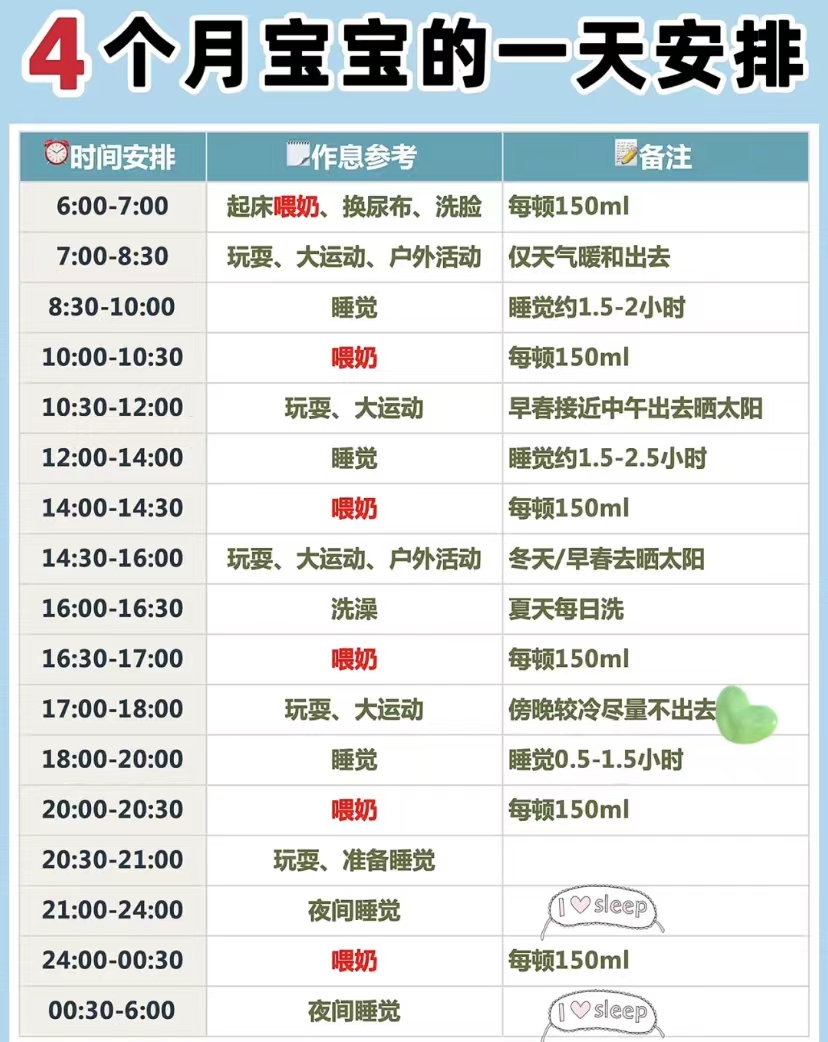 4个月宝宝的一天安排
时间安排 作息参考 备注
6:00-7:00 起床喂奶、换尿布、洗脸 每顿150ml
7:00-8:30 玩耍、大运动、户外活动 仅天气暖和出去
8:30-10:00 睡觉 睡觉约1.5-2小时
10:00-10:30 喂奶 每顿150ml
10:30-12:00 玩耍、大运动 早春接近中午出去晒太阳
12:00-14:00 睡觉 睡觉约1.5-2.5小时
14:00-14:30 喂奶 每顿150ml
14:30-16:00 玩耍、大运动、户外活动 冬天/早春去晒太阳
16:00-16:30 洗澡 夏天每日洗
16:30-17:00 喂奶 每顿150ml
17:00-18:00 玩耍、大运动 傍晚较冷尽量不出去
18:00-20:00 睡觉 睡觉0.5-1.5小时
20:00-20:30 喂奶 每顿150ml
20:30-21:00 玩耍、准备睡觉
21:00-24:00 夜间睡觉 I sleep
24:00-00:30 喂奶 每顿150ml
00:30-6:00 夜间睡觉 I sleep